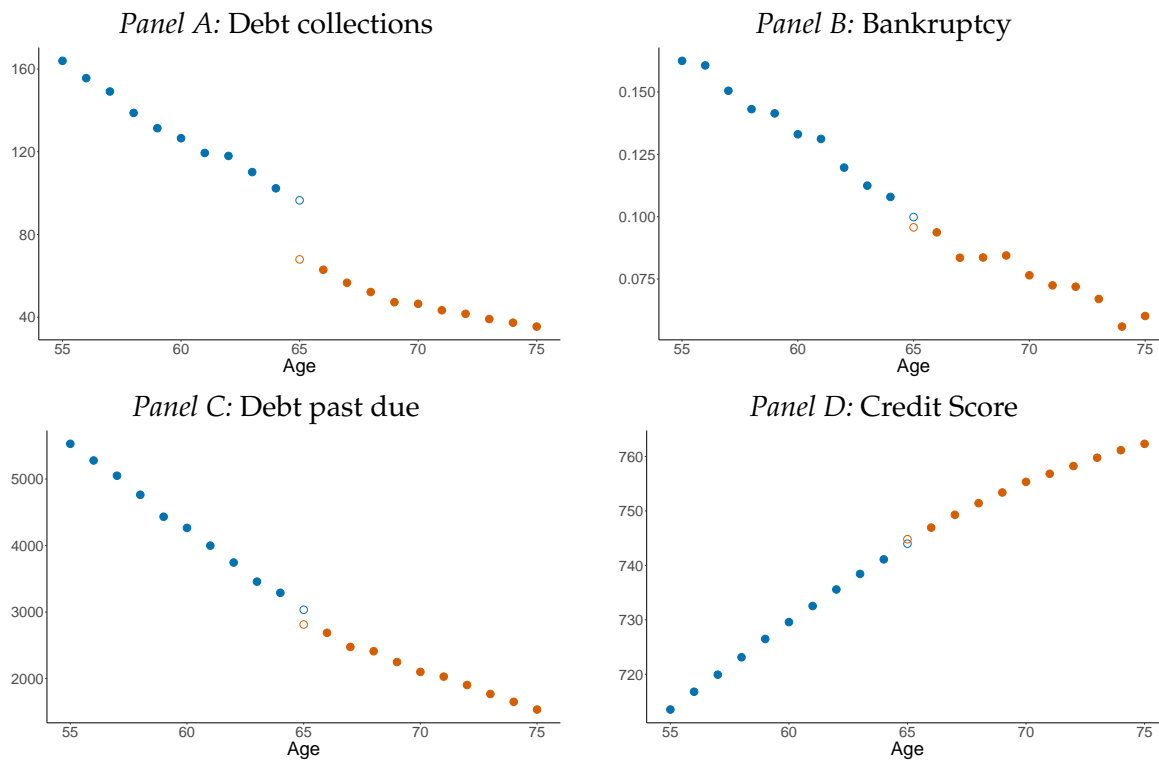 Panel A: Debt collections
160
120
80
40
55 60 65 70 75
Age
Panel B: Bankruptcy
0.150
0.125
0.100
0.075
55 60 65 70 75
Age
Panel C: Debt past due
5000
4000
3000
2000
55 60 65 70 75
Age
Panel D: Credit Score
760
750
740
730
720
55 60 65 70 75
Age